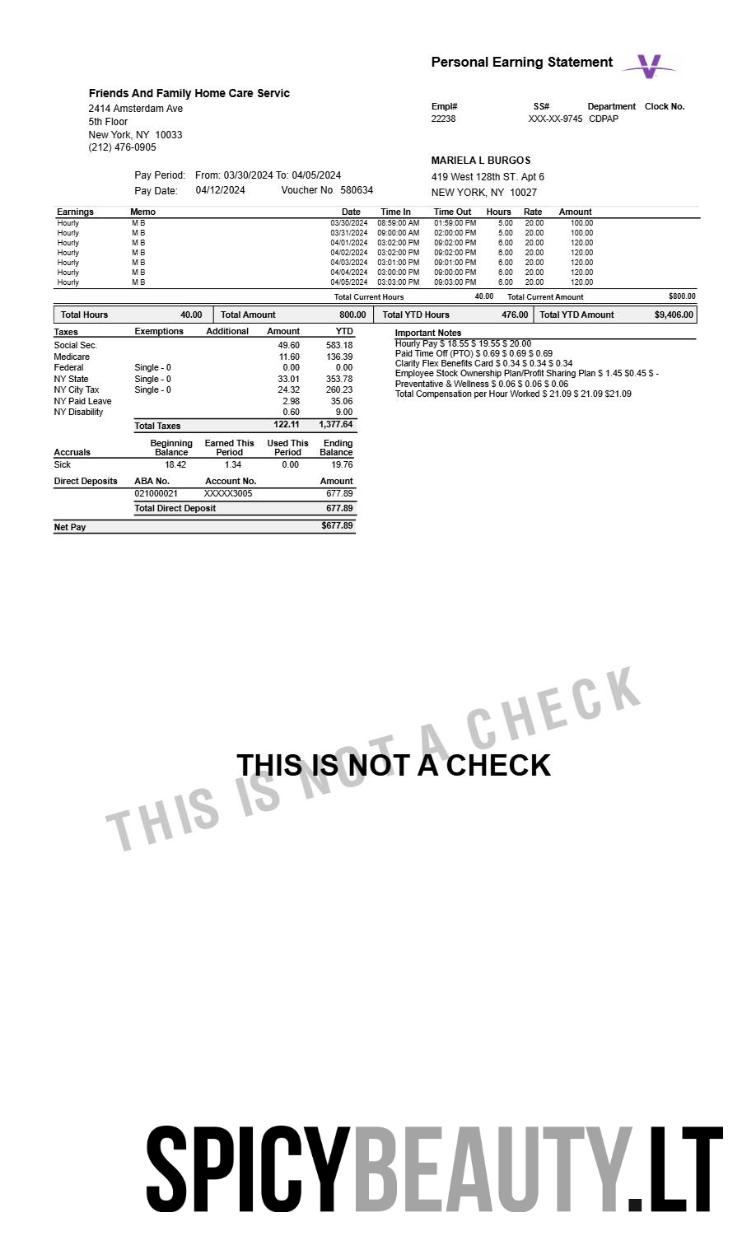 Personal Earning Statement
Friends And Family Home Care Servic
2414 Amsterdam Ave
5th Floor
New York, NY 10033
(212) 476-0905
Empl# SS# Department Clock No.
22238 XXX-XX-9745 CDPAP
MARIELA L BURGOS
419 West 128th ST. Apt 6
NEW YORK, NY 10027
Pay Period: From: 03/30/2024 To: 04/05/2024
Pay Date: 04/12/2024 Voucher No 580634
Earnings Memo Date Time In Time Out Hours Rate Amount
Hourly M B 03/30/2024 08:59:00 AM 01:59:00 PM 5.00 20.00 100.00
Hourly M B 03/31/2024 09:00:00 AM 02:00:00 PM 5.00 20.00 100.00
Hourly M B 04/01/2024 03:02:00 PM 09:02:00 PM 6.00 20.00 120.00
Hourly M B 04/02/2024 03:02:00 PM 09:02:00 PM 6.00 20.00 120.00
Hourly M B 04/03/2024 03:01:00 PM 09:01:00 PM 6.00 20.00 120.00
Hourly M B 04/04/2024 03:00:00 PM 09:00:00 PM 6.00 20.00 120.00
Hourly M B 04/05/2024 03:03:00 PM 09:03:00 PM 6.00 20.00 120.00
Total Current Hours 40.00 Total Current Amount $800.00
Total Hours 40.00 Total Amount 800.00 Total YTD Hours 476.00 Total YTD Amount $9,406.00
Taxes Exemptions Additional Amount YTD
Social Sec. 49.60 583.18
Medicare 11.60 136.39
Federal Single - 0 0.00 0.00
NY State Single - 0 33.01 353.78
NY City Tax Single - 0 24.32 260.23
NY Paid Leave 2.98 35.06
NY Disability 0.60 9.00
Total Taxes 122.11 1,377.64
Important Notes
Hourly Pay $ 18.55 $ 19.55 $ 20.00
Paid Time Off (PTO) $ 0.69 $ 0.69 $ 0.69
Clarity Flex Benefits Card $ 0.34 $ 0.34 $ 0.34
Employee Stock Ownership Plan/Profit Sharing Plan $ 1.45 $0.45 $ -
Preventative & Wellness $ 0.06 $ 0.06 $ 0.06
Total Compensation per Hour Worked $ 21.09 $ 21.09 $21.09
Accruals Beginning Balance Earned This Period Used This Period Ending Balance
Sick 18.42 1.34 0.00 19.76
Direct Deposits ABA No. Account No. Amount
021000021 XXXXX3005 677.89
Total Direct Deposit 677.89
Net Pay $677.89
THIS IS NOT A CHECK
THIS IS NOT A CHECK
SPICYBEAUTY.LT